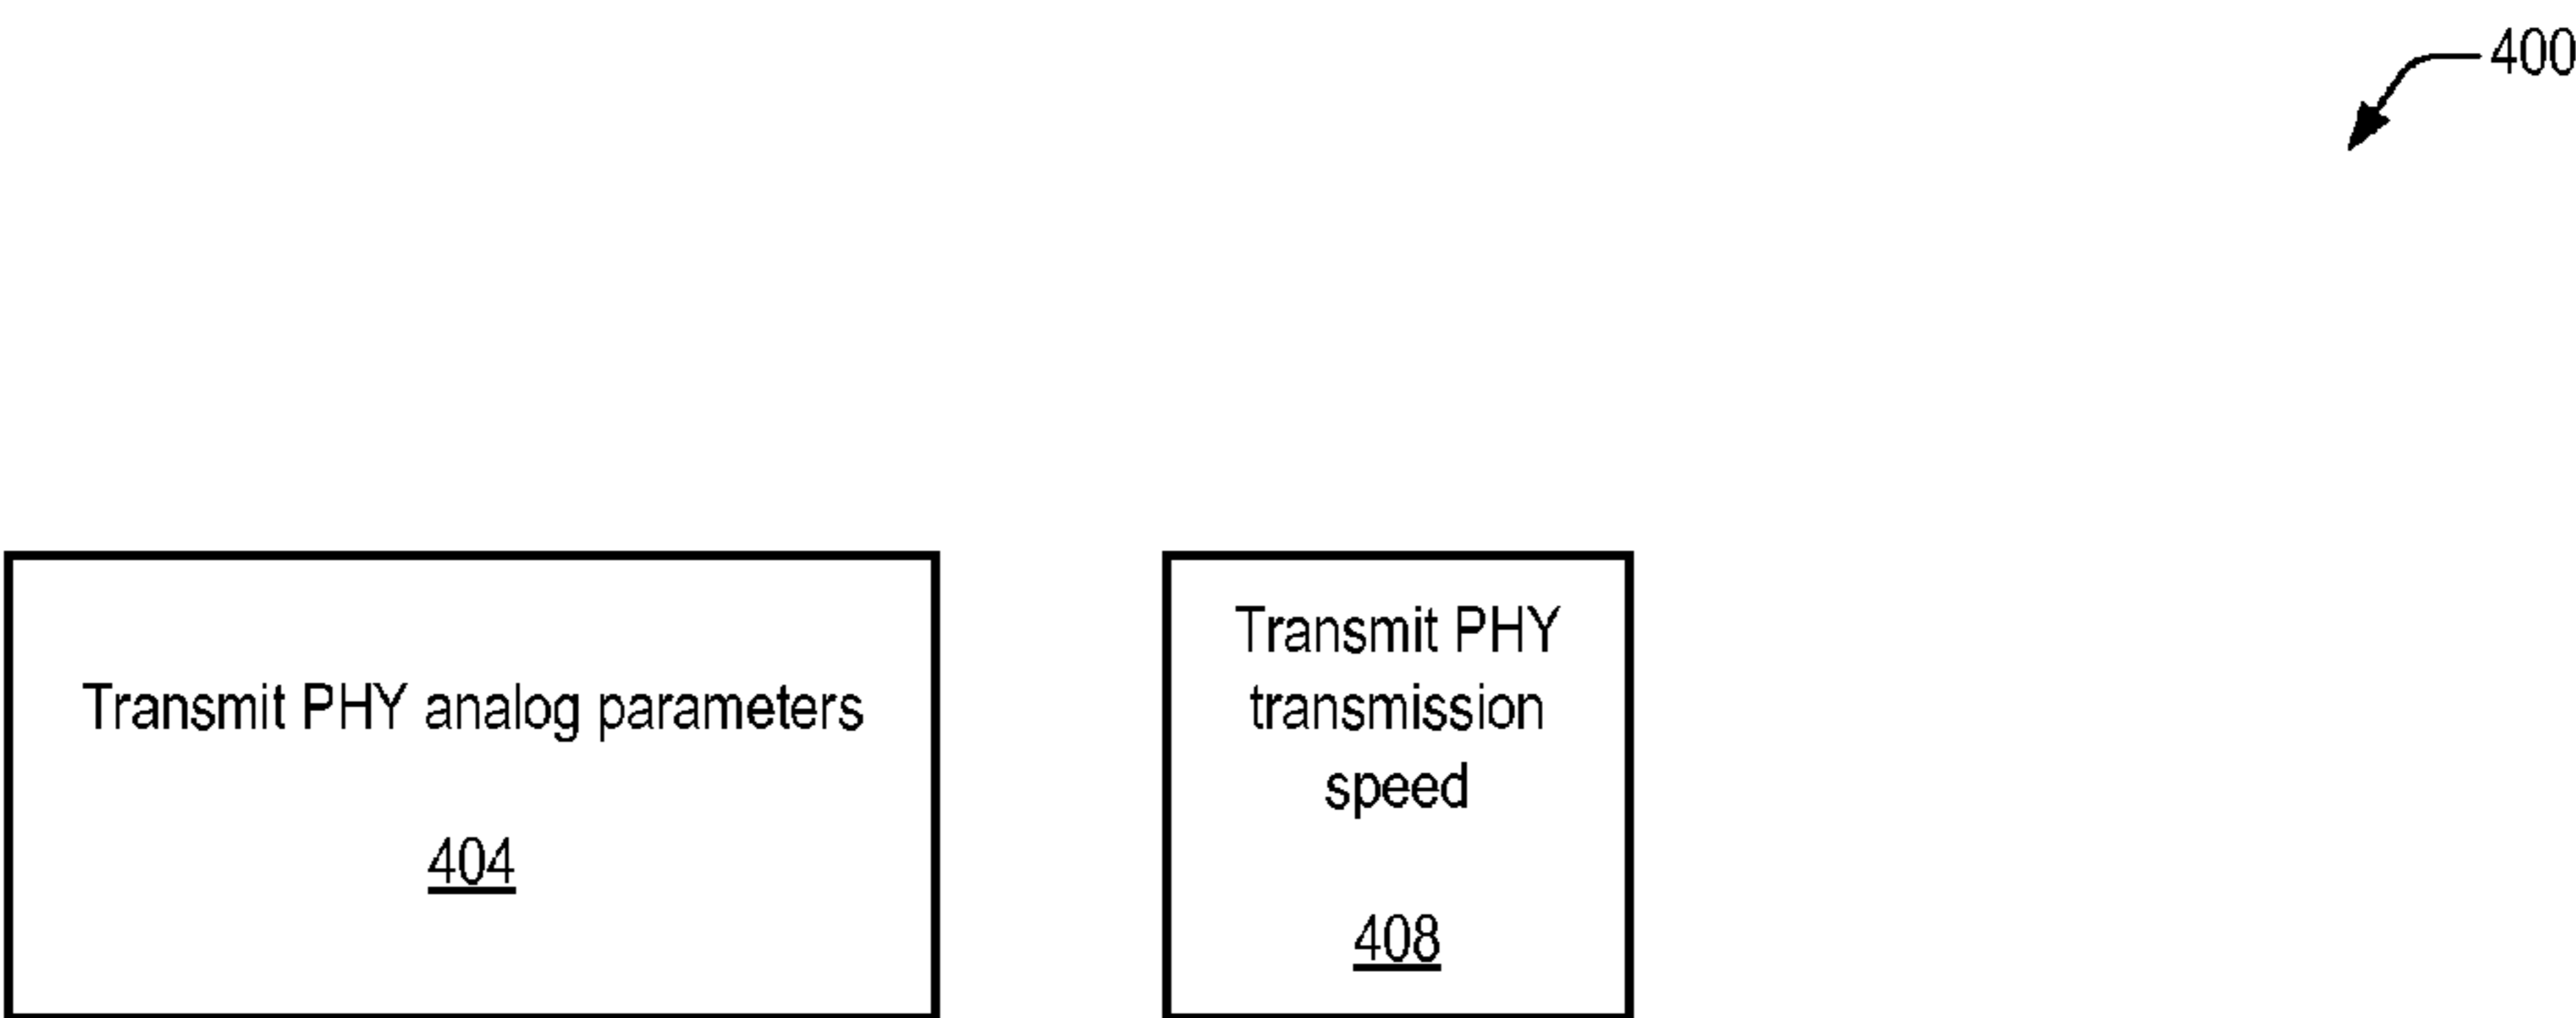 400
Transmit PHY analog parameters
404
Transmit PHY
transmission
speed
408